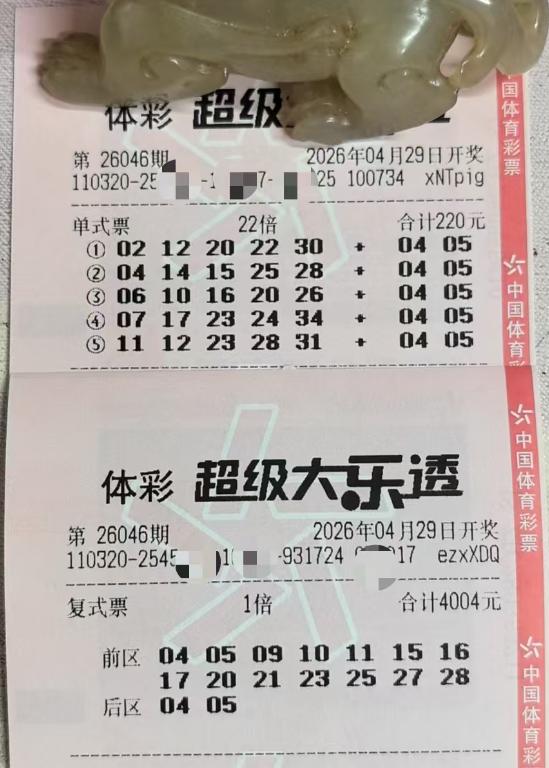 体彩 超级
第 26046期 2026年04月29日开奖
110320-25 -1 7- 25 100734 xNTpig
单式票 22倍 合计220元
① 02 12 20 22 30 + 04 05
② 04 14 15 25 28 + 04 05
③ 06 10 16 20 26 + 04 05
④ 07 17 23 24 34 + 04 05
⑤ 11 12 23 28 31 + 04 05
中国体育彩票
中国体育彩
体彩 超级大乐透
第 26046期 2026年04月29日开奖
110320-2545 10 -931724 017 ezxXDQ
复式票 1倍 合计4004元
前区 04 05 09 10 11 15 16
17 20 21 23 25 27 28
后区 04 05
中国体育彩票
中国体育彩